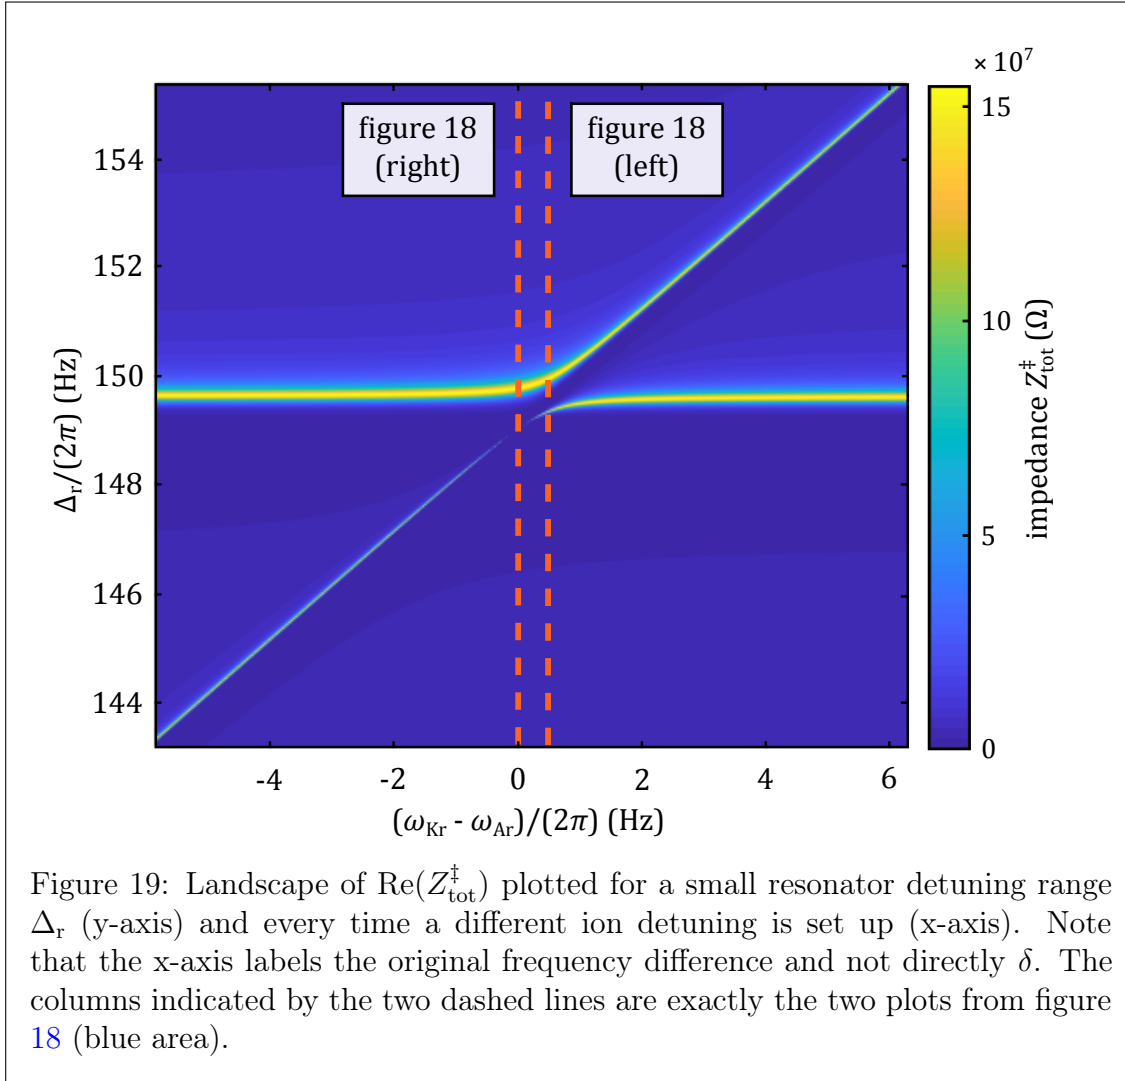 × 10⁷
figure 18
(right)
figure 18
(left)
154
152
150
148
146
144
Δr/(2π) (Hz)
-4
-2
0
2
4
6
(ωKr - ωAr)/(2π) (Hz)
15
10
5
0
impedance Z‡tot (Ω)
Figure 19: Landscape of Re(Z‡tot) plotted for a small resonator detuning range
Δr (y-axis) and every time a different ion detuning is set up (x-axis). Note
that the x-axis labels the original frequency difference and not directly δ. The
columns indicated by the two dashed lines are exactly the two plots from figure
18 (blue area).